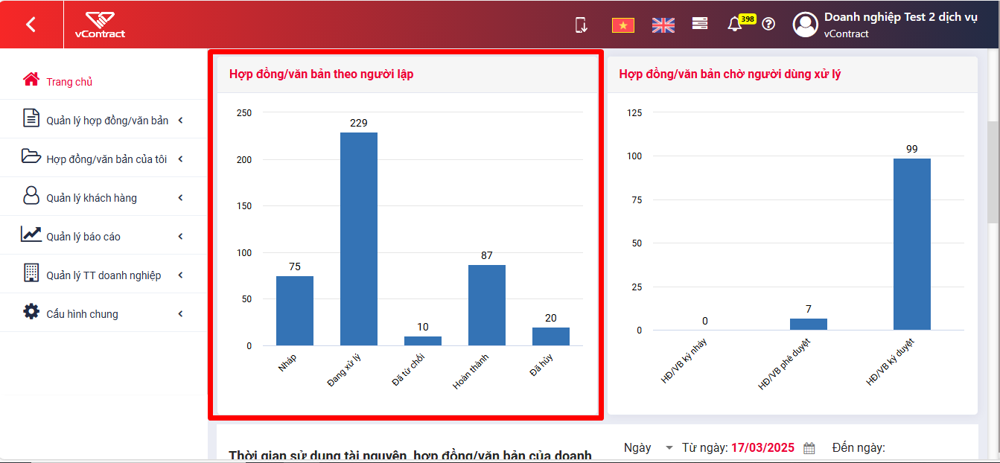 vContract
398
Doanh nghiệp Test 2 dịch vụ
vContract
Trang chủ
Quản lý hợp đồng/văn bản
Hợp đồng/văn bản của tôi
Quản lý khách hàng
Quản lý báo cáo
Quản lý TT doanh nghiệp
Cấu hình chung
Hợp đồng/văn bản theo người lập
250
200
150
100
50
0
75
229
10
87
20
Nháp
Đang xử lý
Đã từ chối
Hoàn thành
Đã hủy
Hợp đồng/văn bản chờ người dùng xử lý
125
100
75
50
25
0
0
7
99
HĐ/VB ký nháy
HĐ/VB phê duyệt
HĐ/VB ký duyệt
Thời gian sử dụng tài nguyên, hợp đồng/văn bản của doanh
Ngày
Từ ngày: 17/03/2025
Đến ngày: